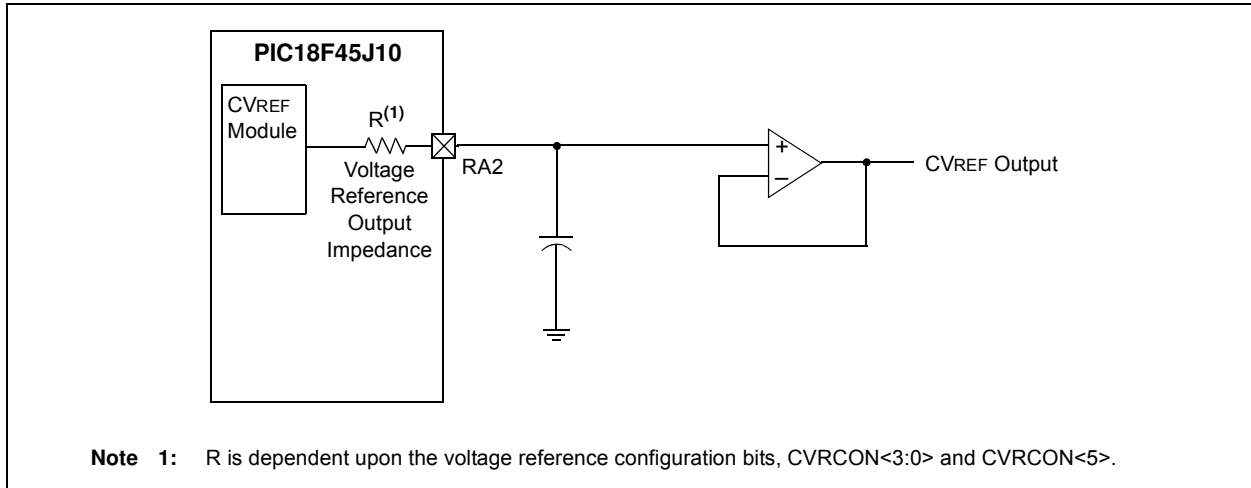 PIC18F45J10
CVREF
Module
R(1)
Voltage
Reference
Output
Impedance
RA2
+
–
CVREF Output
Note 1: R is dependent upon the voltage reference configuration bits, CVRCON<3:0> and CVRCON<5>.